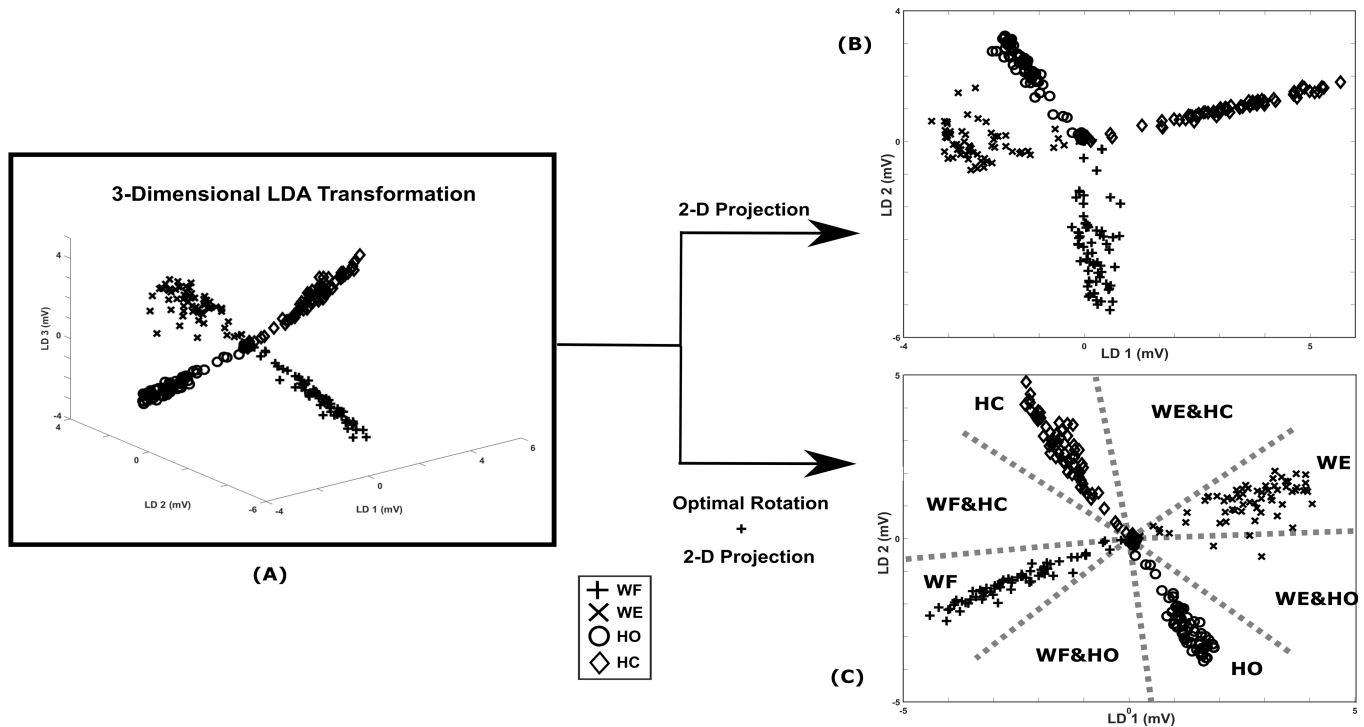 3-Dimensional LDA Transformation
4
2
0
-2
-4
LD 3 (mV)
4
0
-6
LD 2 (mV)
-4
0
4
6
LD 1 (mV)
(A)
2-D Projection
Optimal Rotation
+
2-D Projection
WF
WE
HO
HC
(B)
4
0
-6
LD 2 (mV)
-4
0
5
LD 1 (mV)
(C)
5
0
-5
LD 2 (mV)
HC
WE&HC
WE
WF&HC
WF
WE&HO
WF&HO
HO
-5
0
5
LD 1 (mV)